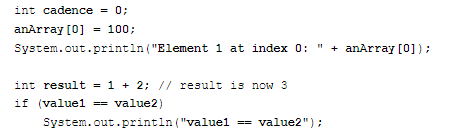 int cadence = 0;
anArray[0] = 100;
System.out.println("Element 1 at index 0: " + anArray[0]);
int result = 1 + 2; // result is now 3
if (value1 == value2)
    System.out.println("value1 == value2");